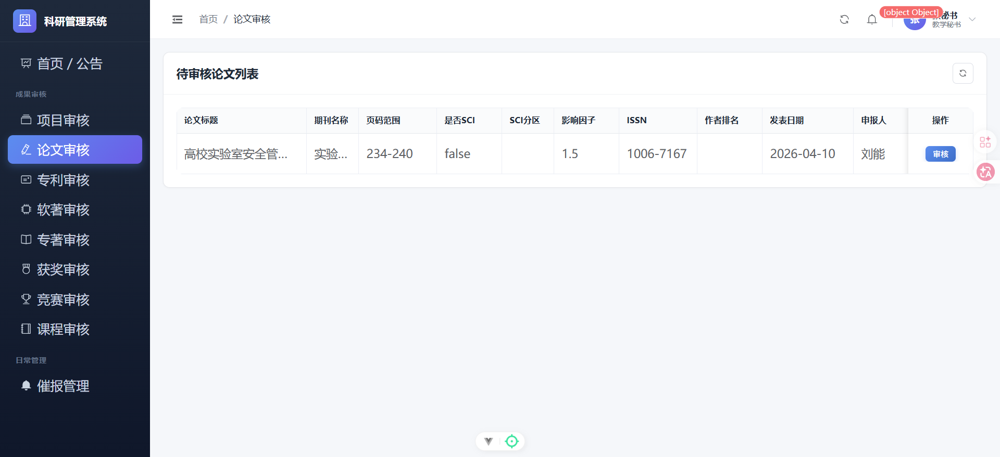 科研管理系统
首页 / 公告
成果审核
项目审核
论文审核
专利审核
软著审核
专著审核
获奖审核
竞赛审核
课程审核
日常管理
催报管理
首页 / 论文审核
[object Object]
张
秘书
教学秘书
待审核论文列表
论文标题 期刊名称 页码范围 是否SCI SCI分区 影响因子 ISSN 作者排名 发表日期 申报人 操作
高校实验室安全管... 实验... 234-240 false 1.5 1006-7167 2026-04-10 刘能 审核